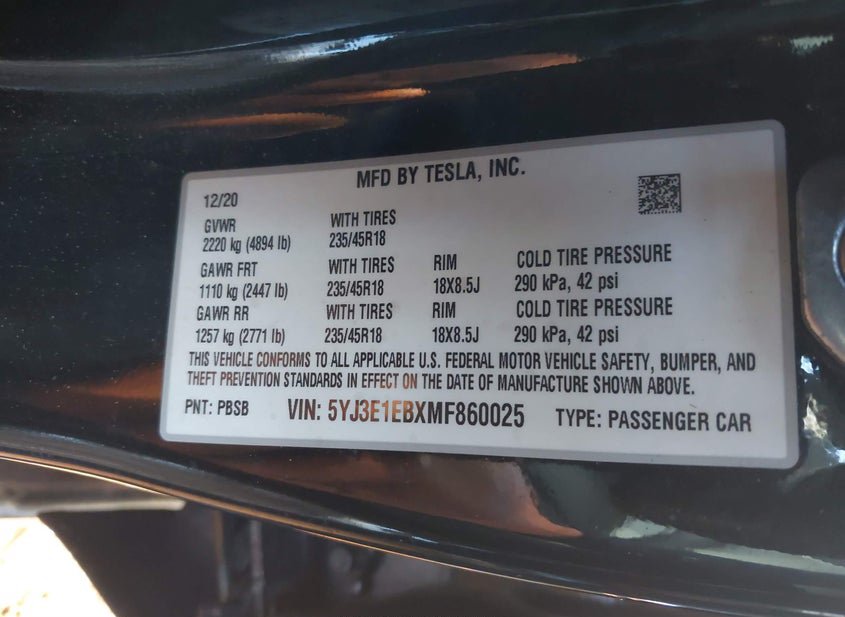 MFD BY TESLA, INC.
12/20
GVWR WITH TIRES
2220 kg (4894 lb) 235/45R18
GAWR FRT WITH TIRES RIM COLD TIRE PRESSURE
1110 kg (2447 lb) 235/45R18 18X8.5J 290 kPa, 42 psi
GAWR RR WITH TIRES RIM COLD TIRE PRESSURE
1257 kg (2771 lb) 235/45R18 18X8.5J 290 kPa, 42 psi
THIS VEHICLE CONFORMS TO ALL APPLICABLE U.S. FEDERAL MOTOR VEHICLE SAFETY, BUMPER, AND
THEFT PREVENTION STANDARDS IN EFFECT ON THE DATE OF MANUFACTURE SHOWN ABOVE.
PNT: PBSB VIN: 5YJ3E1EBXMF860025 TYPE: PASSENGER CAR